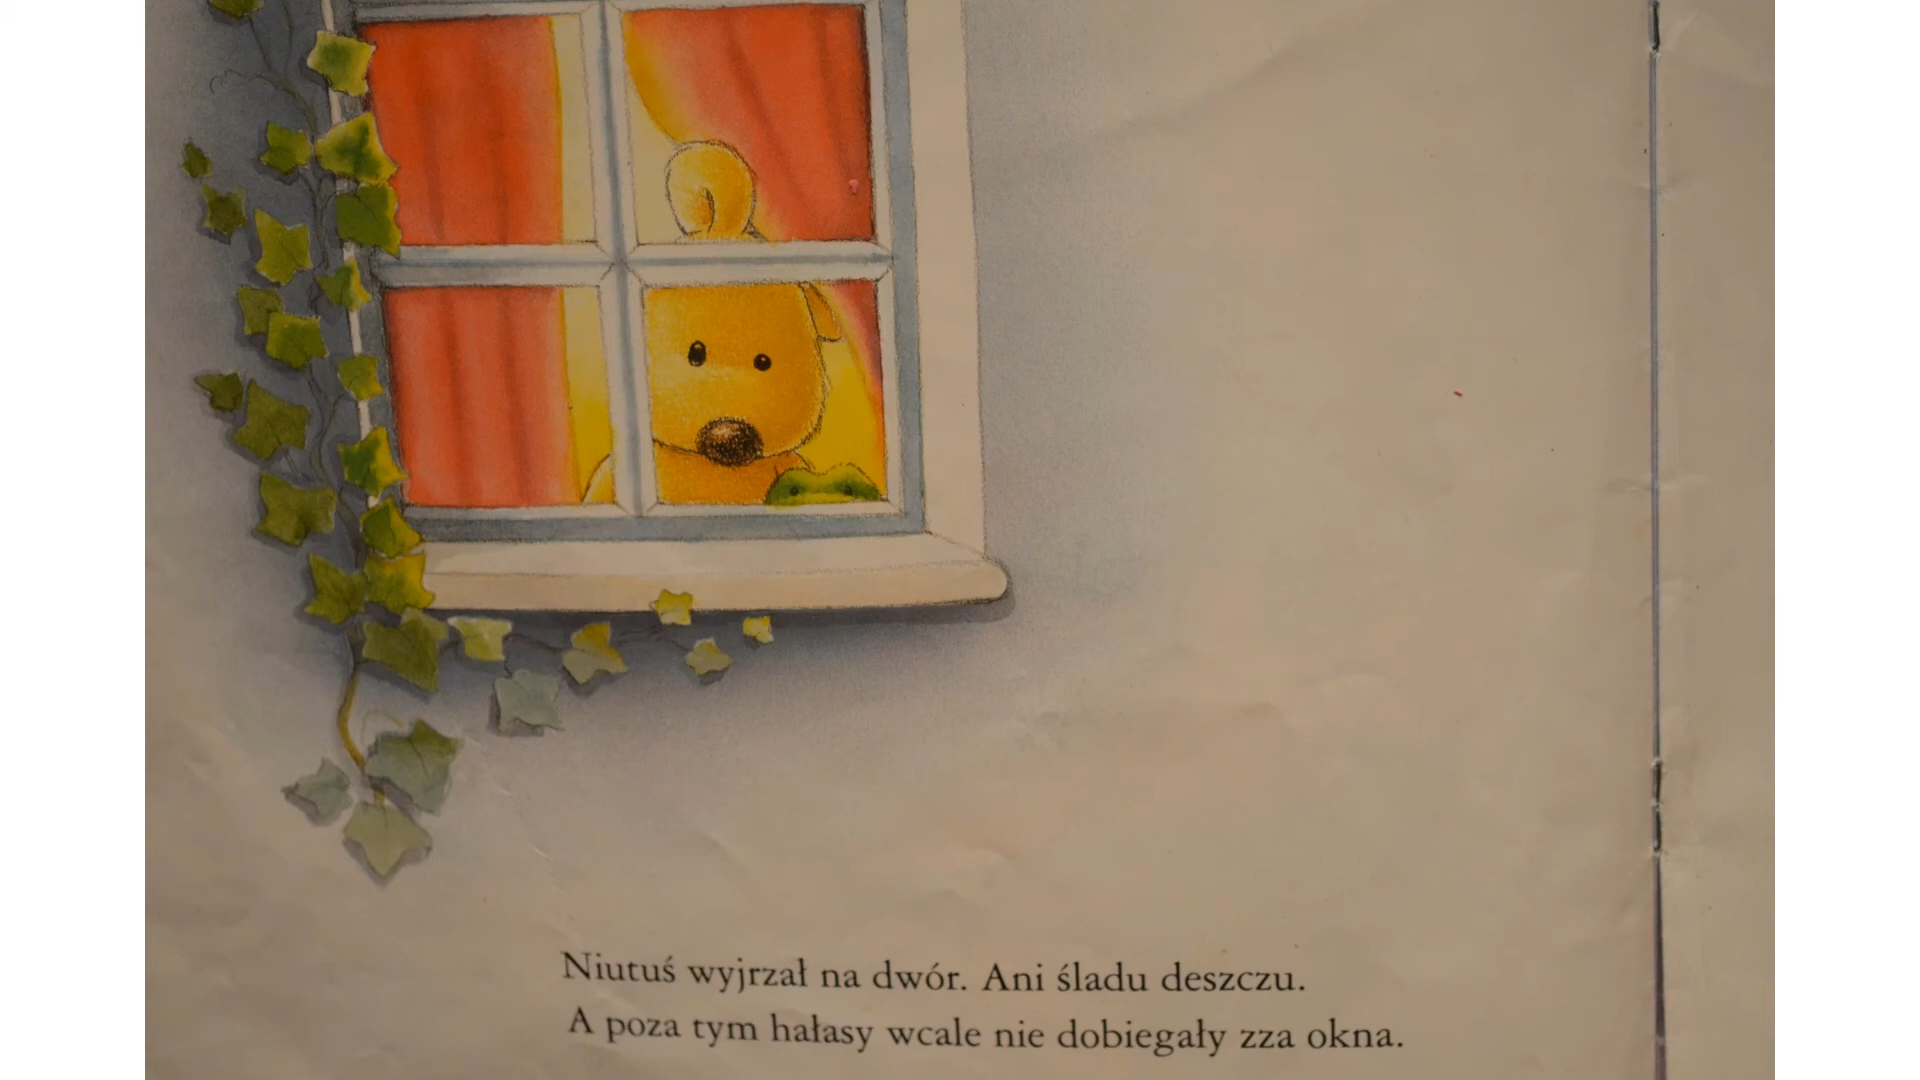 Niutuś wyjrzał na dwór. Ani śladu deszczu.
A poza tym hałasy wcale nie dobiegały zza okna.